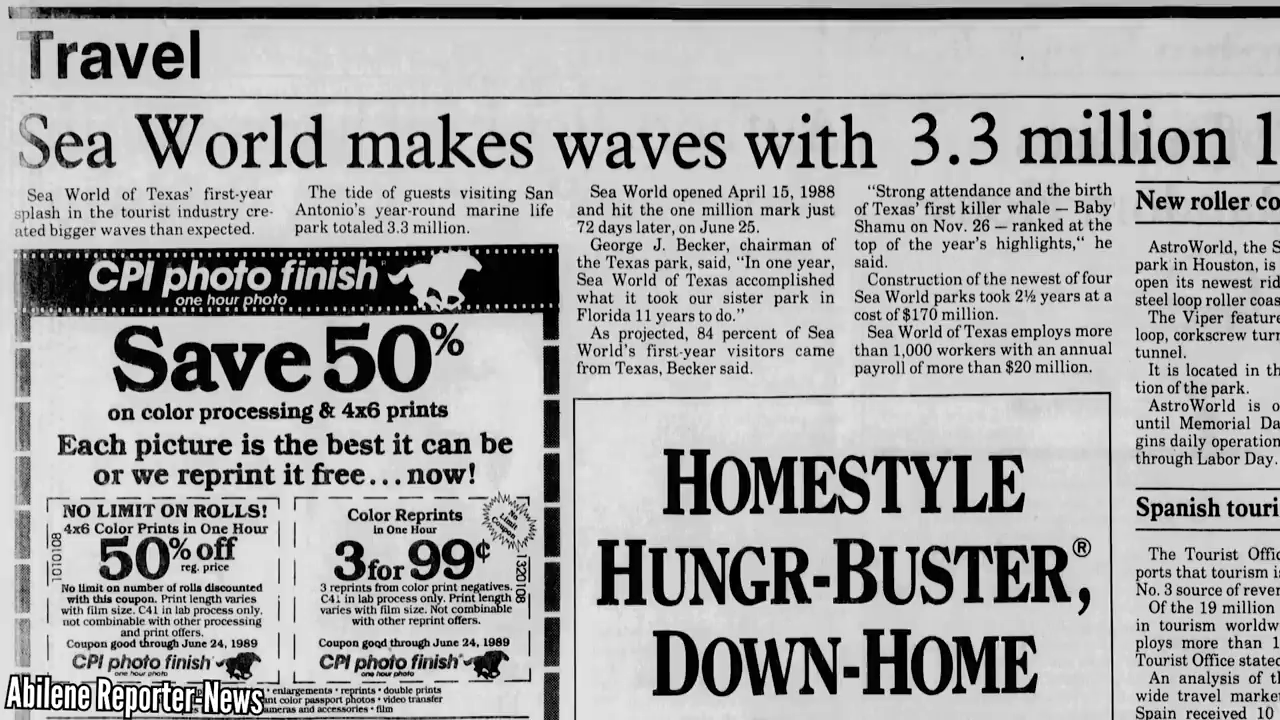 Travel
Sea World makes waves with 3.3 million 1
Sea World of Texas' first-year
splash in the tourist industry cre-
ated bigger waves than expected.
The tide of guests visiting San
Antonio's year-round marine life
park totaled 3.3 million.
Sea World opened April 15, 1988
and hit the one million mark just
72 days later, on June 25.
George J. Becker, chairman of
the Texas park, said, "In one year,
Sea World of Texas accomplished
what it took our sister park in
Florida 11 years to do."
As projected, 84 percent of Sea
World's first-year visitors came
from Texas, Becker said.
"Strong attendance and the birth
of Texas' first killer whale — Baby
Shamu on Nov. 26 — ranked at the
top of the year's highlights," he
said.
Construction of the newest of four
Sea World parks took 2½ years at a
cost of $170 million.
Sea World of Texas employs more
than 1,000 workers with an annual
payroll of more than $20 million.
New roller co
AstroWorld, the S
park in Houston, is
open its newest rid
steel loop roller coas
The Viper feature
loop, corkscrew turn
tunnel.
It is located in th
tion of the park.
AstroWorld is o
until Memorial Da
gins daily operation
through Labor Day.
Spanish touri
The Tourist Offic
ports that tourism i
No. 3 source of rever
Of the 19 million
in tourism worldw
ploys more than 1
Tourist Office stated
An analysis of th
wide travel marke
Spain received 10
CPI photo finish
one hour photo
Save 50%
on color processing & 4x6 prints
Each picture is the best it can be
or we reprint it free...now!
NO LIMIT ON ROLLS!
4x6 Color Prints in One Hour
50% off
reg. price
No limit on number of rolls discounted
with this coupon. Print length varies
with film size. C41 in lab process only.
not combinable with other processing
and print offers.
Coupon good through June 24, 1989
CPI photo finish
one hour photo
1010108
Color Reprints
in One Hour
3 for 99¢
3 reprints from color print negatives.
C41 in lab process only. Print length
varies with film size. Not combinable
with other reprint offers.
Coupon good through June 24, 1989
CPI photo finish
one hour photo
No
Limit
Coupon
1320108
• enlargements • reprints • double prints
color passport photos • video transfer
cameras and accessories • film
HOMESTYLE
HUNGR-BUSTER,®
DOWN-HOME
Abilene Reporter-News